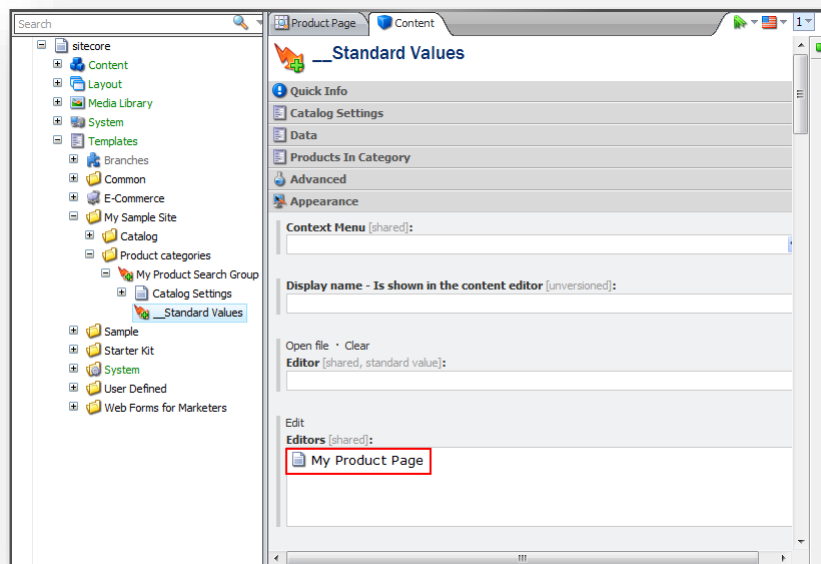 Search
sitecore
Content
Layout
Media Library
System
Templates
Branches
Common
E-Commerce
My Sample Site
Catalog
Product categories
My Product Search Group
Catalog Settings
__Standard Values
Sample
Starter Kit
System
User Defined
Web Forms for Marketers
Product Page
Content
1
__Standard Values
Quick Info
Catalog Settings
Data
Products In Category
Advanced
Appearance
Context Menu [shared]:
Display name - Is shown in the content editor [unversioned]:
Open file · Clear
Editor [shared, standard value]:
Edit
Editors [shared]:
My Product Page